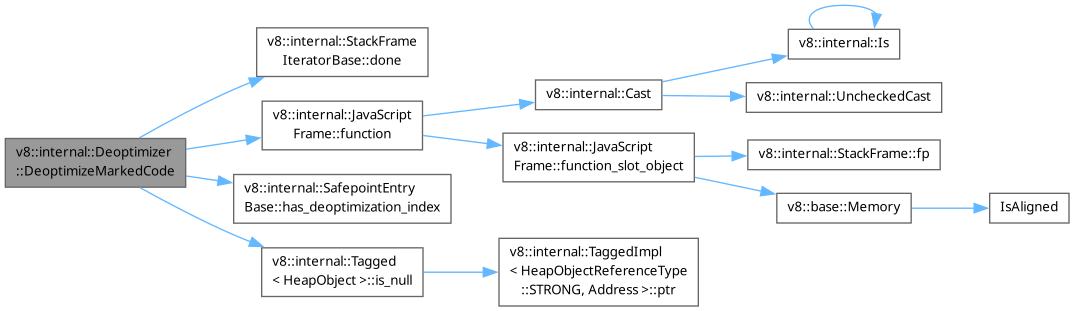 v8::internal::Deoptimizer
::DeoptimizeMarkedCode
v8::internal::StackFrame
IteratorBase::done
v8::internal::JavaScript
Frame::function
v8::internal::SafepointEntry
Base::has_deoptimization_index
v8::internal::Tagged
< HeapObject >::is_null
v8::internal::Cast
v8::internal::JavaScript
Frame::function_slot_object
v8::internal::TaggedImpl
< HeapObjectReferenceType
::STRONG, Address >::ptr
v8::internal::Is
v8::internal::UncheckedCast
v8::internal::StackFrame::fp
v8::base::Memory
IsAligned